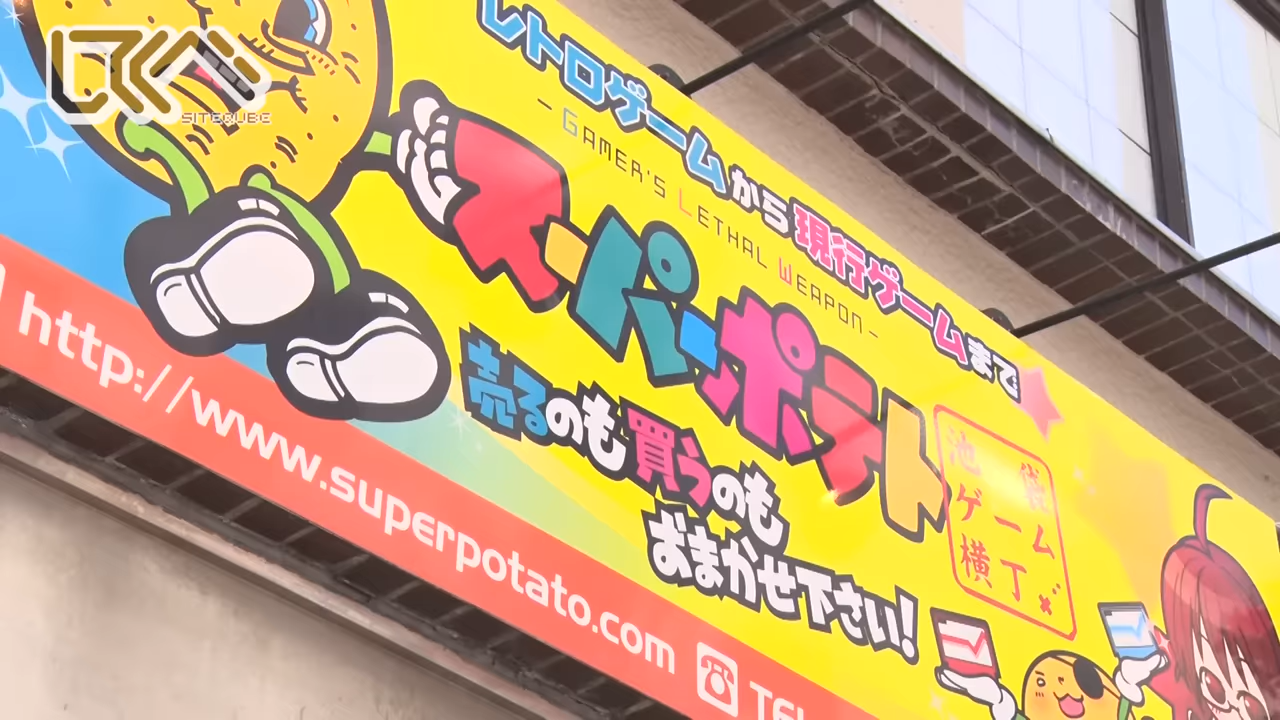 SITEQUBE
レトロゲームから現行ゲームまで
- GAMER'S LETHAL WEAPON -
スーパーポテト
売るのも買うのも
おまかせ下さい!
池袋
ゲーム
横丁
http://www.superpotato.com
TEL